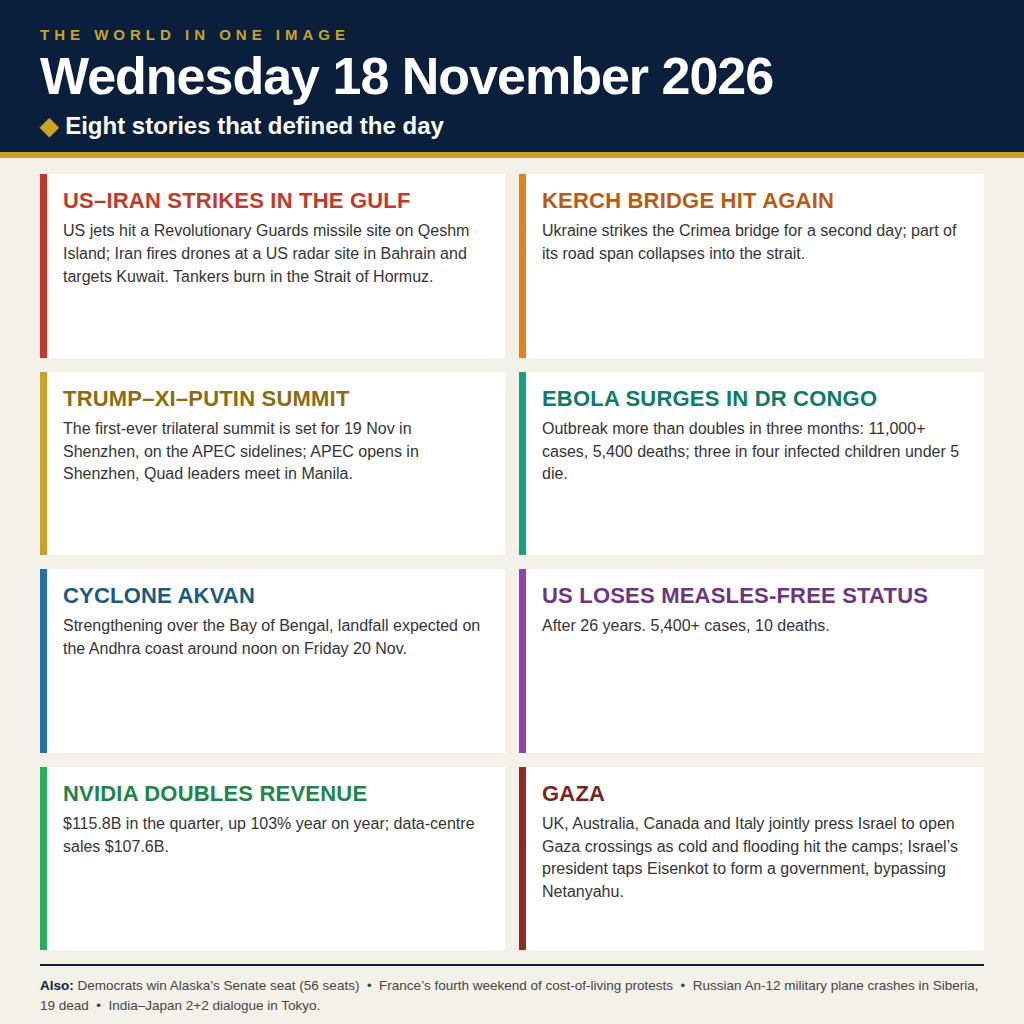 THE WORLD IN ONE IMAGE
Wednesday 18 November 2026
◆ Eight stories that defined the day
US–IRAN STRIKES IN THE GULF
US jets hit a Revolutionary Guards missile site on Qeshm
Island; Iran fires drones at a US radar site in Bahrain and
targets Kuwait. Tankers burn in the Strait of Hormuz.
KERCH BRIDGE HIT AGAIN
Ukraine strikes the Crimea bridge for a second day; part of
its road span collapses into the strait.
TRUMP–XI–PUTIN SUMMIT
The first-ever trilateral summit is set for 19 Nov in
Shenzhen, on the APEC sidelines; APEC opens in
Shenzhen, Quad leaders meet in Manila.
EBOLA SURGES IN DR CONGO
Outbreak more than doubles in three months: 11,000+
cases, 5,400 deaths; three in four infected children under 5
die.
CYCLONE AKVAN
Strengthening over the Bay of Bengal, landfall expected on
the Andhra coast around noon on Friday 20 Nov.
US LOSES MEASLES-FREE STATUS
After 26 years. 5,400+ cases, 10 deaths.
NVIDIA DOUBLES REVENUE
$115.8B in the quarter, up 103% year on year; data-centre
sales $107.6B.
GAZA
UK, Australia, Canada and Italy jointly press Israel to open
Gaza crossings as cold and flooding hit the camps; Israel’s
president taps Eisenkot to form a government, bypassing
Netanyahu.
Also: Democrats win Alaska’s Senate seat (56 seats) • France’s fourth weekend of cost-of-living protests • Russian An-12 military plane crashes in Siberia,
19 dead • India–Japan 2+2 dialogue in Tokyo.